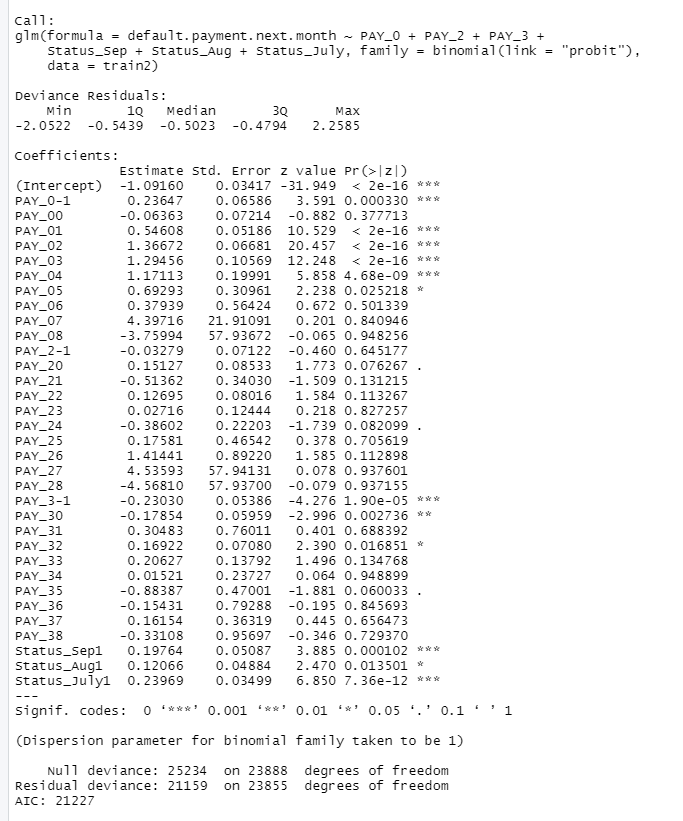 Call:
glm(formula = default.payment.next.month ~ PAY_0 + PAY_2 + PAY_3 +
    Status_Sep + Status_Aug + Status_July, family = binomial(link = "probit"),
    data = train2)
Deviance Residuals:
    Min       1Q   Median       3Q      Max
-2.0522  -0.5439  -0.5023  -0.4794   2.2585
Coefficients:
             Estimate Std. Error z value Pr(>|z|)
(Intercept)  -1.09160    0.03417 -31.949  < 2e-16 ***
PAY_0-1       0.23647    0.06586   3.591 0.000330 ***
PAY_00       -0.06363    0.07214  -0.882 0.377713
PAY_01        0.54608    0.05186  10.529  < 2e-16 ***
PAY_02        1.36672    0.06681  20.457  < 2e-16 ***
PAY_03        1.29456    0.10569  12.248  < 2e-16 ***
PAY_04        1.17113    0.19991   5.858 4.68e-09 ***
PAY_05        0.69293    0.30961   2.238 0.025218 *
PAY_06        0.37939    0.56424   0.672 0.501339
PAY_07        4.39716   21.91091   0.201 0.840946
PAY_08       -3.75994   57.93672  -0.065 0.948256
PAY_2-1      -0.03279    0.07122  -0.460 0.645177
PAY_20        0.15127    0.08533   1.773 0.076267 .
PAY_21       -0.51362    0.34030  -1.509 0.131215
PAY_22        0.12695    0.08016   1.584 0.113267
PAY_23        0.02716    0.12444   0.218 0.827257
PAY_24       -0.38602    0.22203  -1.739 0.082099 .
PAY_25        0.17581    0.46542   0.378 0.705619
PAY_26        1.41441    0.89220   1.585 0.112898
PAY_27        4.53593   57.94131   0.078 0.937601
PAY_28       -4.56810   57.93700  -0.079 0.937155
PAY_3-1      -0.23030    0.05386  -4.276 1.90e-05 ***
PAY_30       -0.17854    0.05959  -2.996 0.002736 **
PAY_31        0.30483    0.76011   0.401 0.688392
PAY_32        0.16922    0.07080   2.390 0.016851 *
PAY_33        0.20627    0.13792   1.496 0.134768
PAY_34        0.01521    0.23727   0.064 0.948899
PAY_35       -0.88387    0.47001  -1.881 0.060033 .
PAY_36       -0.15431    0.79288  -0.195 0.845693
PAY_37        0.16154    0.36319   0.445 0.656473
PAY_38       -0.33108    0.95697  -0.346 0.729370
Status_Sep1   0.19764    0.05087   3.885 0.000102 ***
Status_Aug1   0.12066    0.04884   2.470 0.013501 *
Status_July1  0.23969    0.03499   6.850 7.36e-12 ***
---
Signif. codes:  0 ‘***’ 0.001 ‘**’ 0.01 ‘*’ 0.05 ‘.’ 0.1 ‘ ’ 1
(Dispersion parameter for binomial family taken to be 1)
    Null deviance: 25234  on 23888  degrees of freedom
Residual deviance: 21159  on 23855  degrees of freedom
AIC: 21227